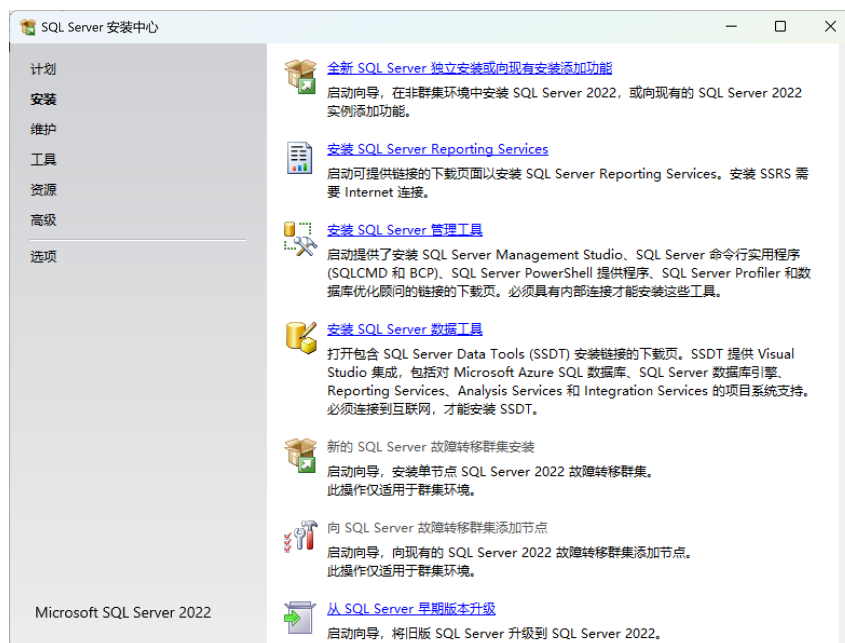 SQL Server 安装中心
计划
安装
维护
工具
资源
高级
选项
Microsoft SQL Server 2022
全新 SQL Server 独立安装或向现有安装添加功能
启动向导，在非群集环境中安装 SQL Server 2022，或向现有的 SQL Server 2022
实例添加功能。
安装 SQL Server Reporting Services
启动可提供链接的下载页面以安装 SQL Server Reporting Services。安装 SSRS 需
要 Internet 连接。
安装 SQL Server 管理工具
启动提供了安装 SQL Server Management Studio、SQL Server 命令行实用程序
(SQLCMD 和 BCP)、SQL Server PowerShell 提供程序、SQL Server Profiler 和数
据库优化顾问的链接的下载页。必须具有内部连接才能安装这些工具。
安装 SQL Server 数据工具
打开包含 SQL Server Data Tools (SSDT) 安装链接的下载页。SSDT 提供 Visual
Studio 集成，包括对 Microsoft Azure SQL 数据库、SQL Server 数据库引擎、
Reporting Services、Analysis Services 和 Integration Services 的项目系统支持。
必须连接到互联网，才能安装 SSDT。
新的 SQL Server 故障转移群集安装
启动向导，安装单节点 SQL Server 2022 故障转移群集。
此操作仅适用于群集环境。
向 SQL Server 故障转移群集添加节点
启动向导，向现有的 SQL Server 2022 故障转移群集添加节点。
此操作仅适用于群集环境。
从 SQL Server 早期版本升级
启动向导，将旧版 SQL Server 升级到 SQL Server 2022。